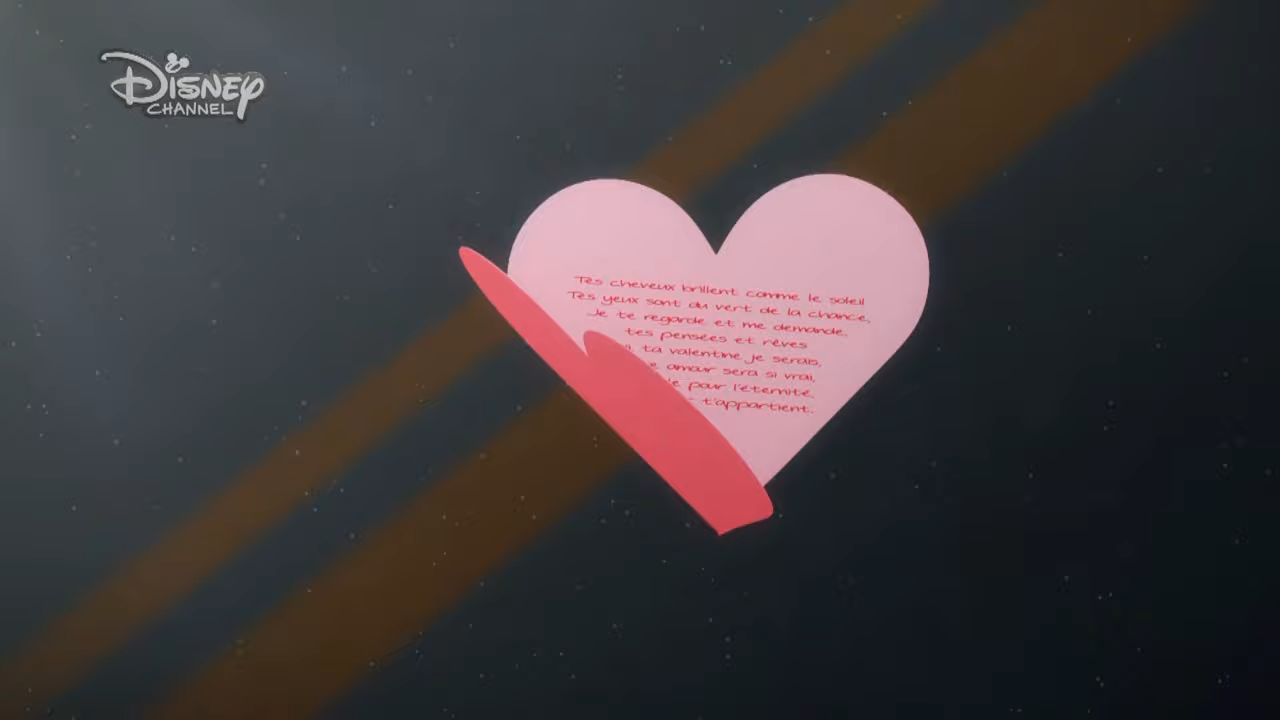 Disney
CHANNEL
Tes cheveux brillent comme le soleil
Tes yeux sont du vert de la chance,
Je te regarde et me demande,
tes pensées et rêves
ta valentine je serais,
amour sera si vrai,
pour l'éternité,
t'appartient.